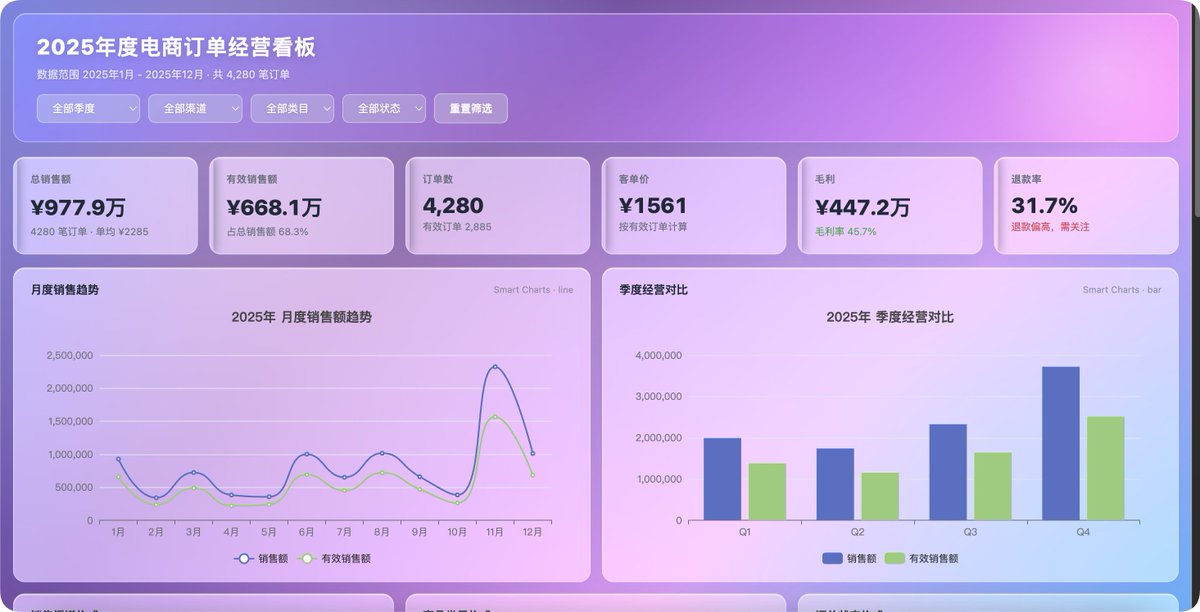 2025年度电商订单经营看板
数据范围 2025年1月 - 2025年12月 · 共 4,280 笔订单
全部季度 全部渠道 全部类目 全部状态 重置筛选
总销售额
¥977.9万
4280 笔订单 · 单均 ¥2285
有效销售额
¥668.1万
占总销售额 68.3%
订单数
4,280
有效订单 2,885
客单价
¥1561
按有效订单计算
毛利
¥447.2万
毛利率 45.7%
退款率
31.7%
退款偏高，需关注
月度销售趋势
Smart Charts · line
2025年 月度销售额趋势
2,500,000
2,000,000
1,500,000
1,000,000
500,000
0
1月 2月 3月 4月 5月 6月 7月 8月 9月 10月 11月 12月
销售额 有效销售额
季度经营对比
Smart Charts · bar
2025年 季度经营对比
4,000,000
3,000,000
2,000,000
1,000,000
0
Q1 Q2 Q3 Q4
销售额 有效销售额